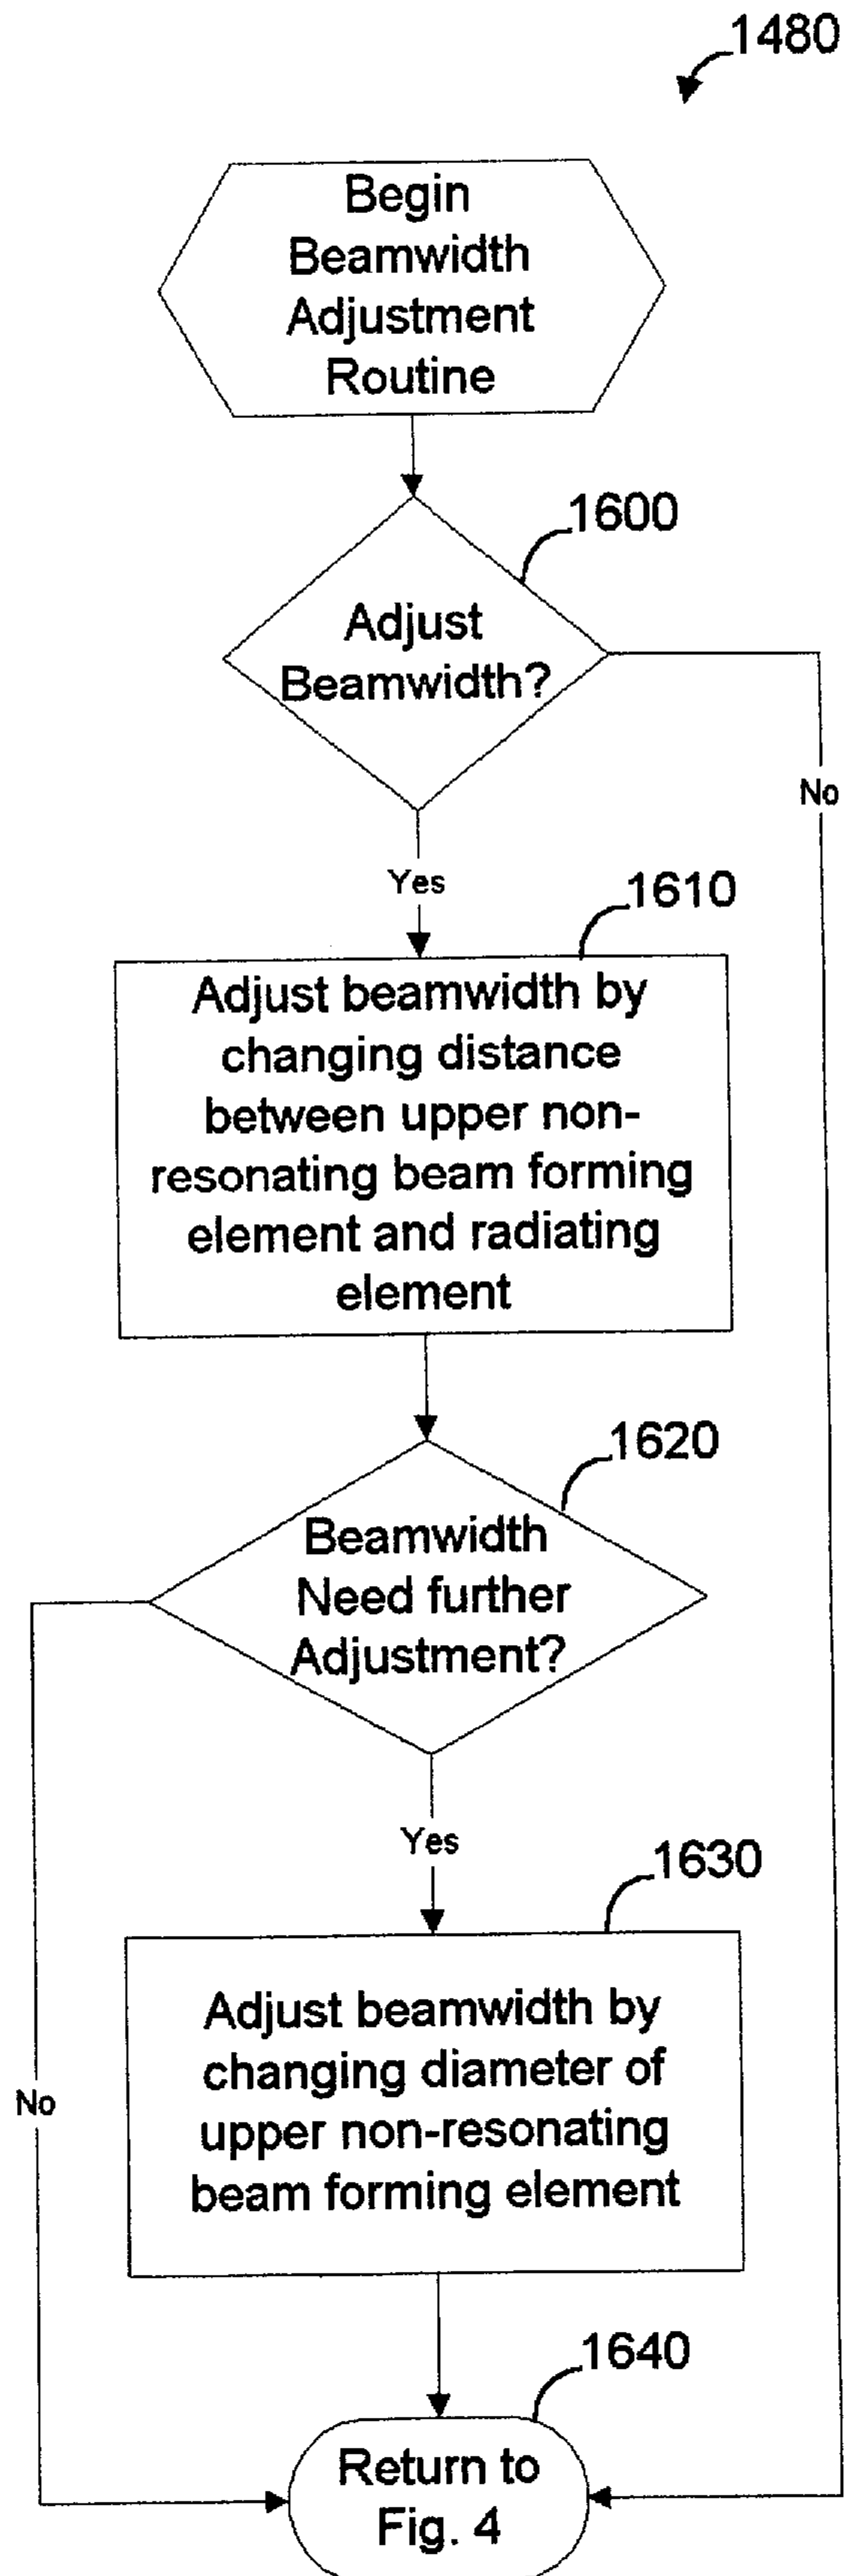 1480
Begin
Beamwidth
Adjustment
Routine
1600
Adjust
Beamwidth?
No
Yes
1610
Adjust beamwidth by
changing distance
between upper non-
resonating beam forming
element and radiating
element
1620
Beamwidth
Need further
Adjustment?
Yes
1630
Adjust beamwidth by
changing diameter of
upper non-resonating
beam forming element
No
1640
Return to
Fig. 4